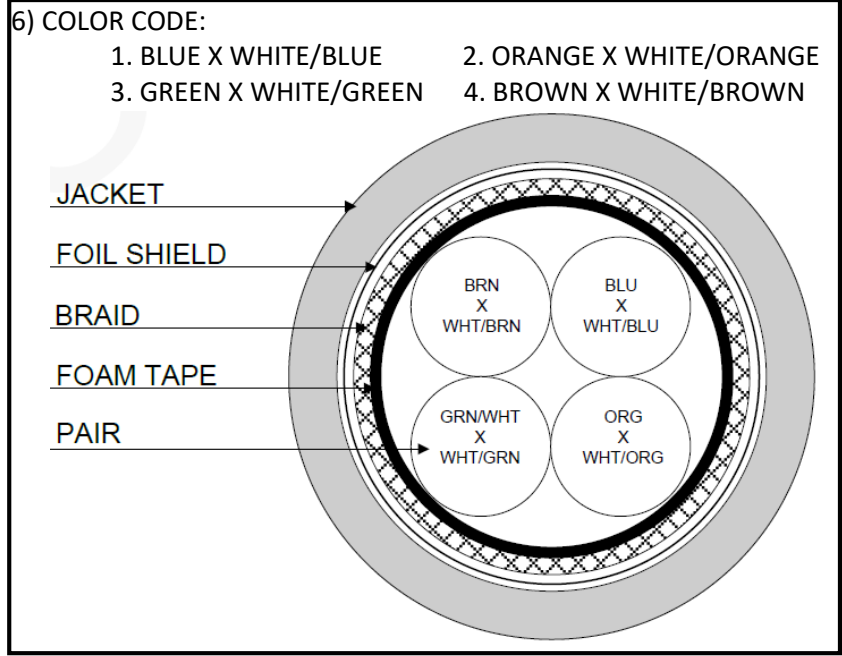 6) COLOR CODE:
1. BLUE X WHITE/BLUE 2. ORANGE X WHITE/ORANGE
3. GREEN X WHITE/GREEN 4. BROWN X WHITE/BROWN
JACKET
FOIL SHIELD
BRAID
FOAM TAPE
PAIR
BRN
X
WHT/BRN
BLU
X
WHT/BLU
GRN/WHT
X
WHT/GRN
ORG
X
WHT/ORG